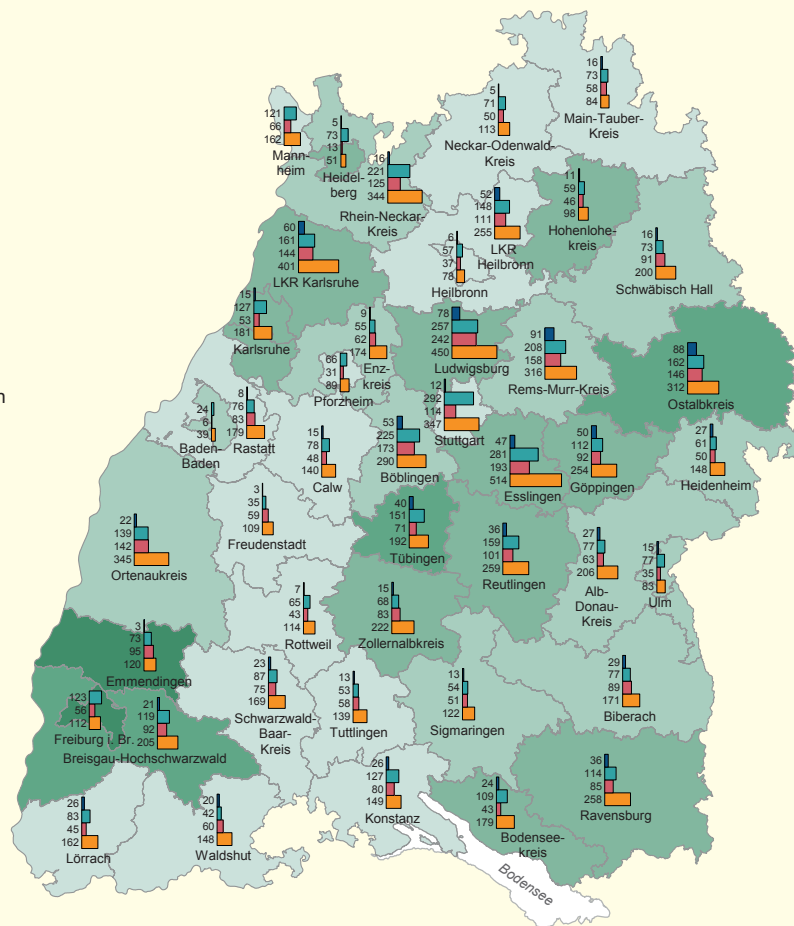 16
73
58
84
Main-Tauber-
Kreis
5
71
50
113
Neckar-Odenwald-
Kreis
121
66
162
Mann-
heim
5
73
13
51
Heidel-
berg
16
221
125
344
Rhein-Neckar-
Kreis
52
148
111
255
LKR
Heilbronn
11
59
46
98
Hohenlohe-
kreis
16
73
91
200
Schwäbisch Hall
60
161
144
401
LKR Karlsruhe
6
57
37
78
Heilbronn
15
127
53
181
Karlsruhe
9
55
62
174
Enz-
kreis
78
257
242
450
Ludwigsburg
91
208
158
316
Rems-Murr-Kreis
88
162
146
312
Ostalbkreis
66
31
89
Pforzheim
12
292
114
347
Stuttgart
n
24
6
39
Baden-
Baden
8
76
83
179
Rastatt
15
78
48
140
Calw
53
225
173
290
Böblingen
47
281
193
514
Esslingen
50
112
92
254
Göppingen
27
61
50
148
Heidenheim
3
35
59
109
Freudenstadt
40
151
71
192
Tübingen
36
159
101
259
Reutlingen
27
77
63
206
Alb-
Donau-
Kreis
15
77
35
83
Ulm
22
139
142
345
Ortenaukreis
7
65
43
114
Rottweil
15
68
83
222
Zollernalbkreis
3
73
95
120
Emmendingen
23
87
75
169
Schwarzwald-
Baar-
Kreis
13
53
58
139
Tuttlingen
13
54
51
122
Sigmaringen
29
77
89
171
Biberach
123
56
112
Freiburg i. Br.
21
119
92
205
Breisgau-Hochschwarzwald
26
83
45
162
Lörrach
20
42
60
148
Waldshut
26
127
80
149
Konstanz
24
109
43
179
Bodensee-
kreis
36
114
85
258
Ravensburg
Bodensee